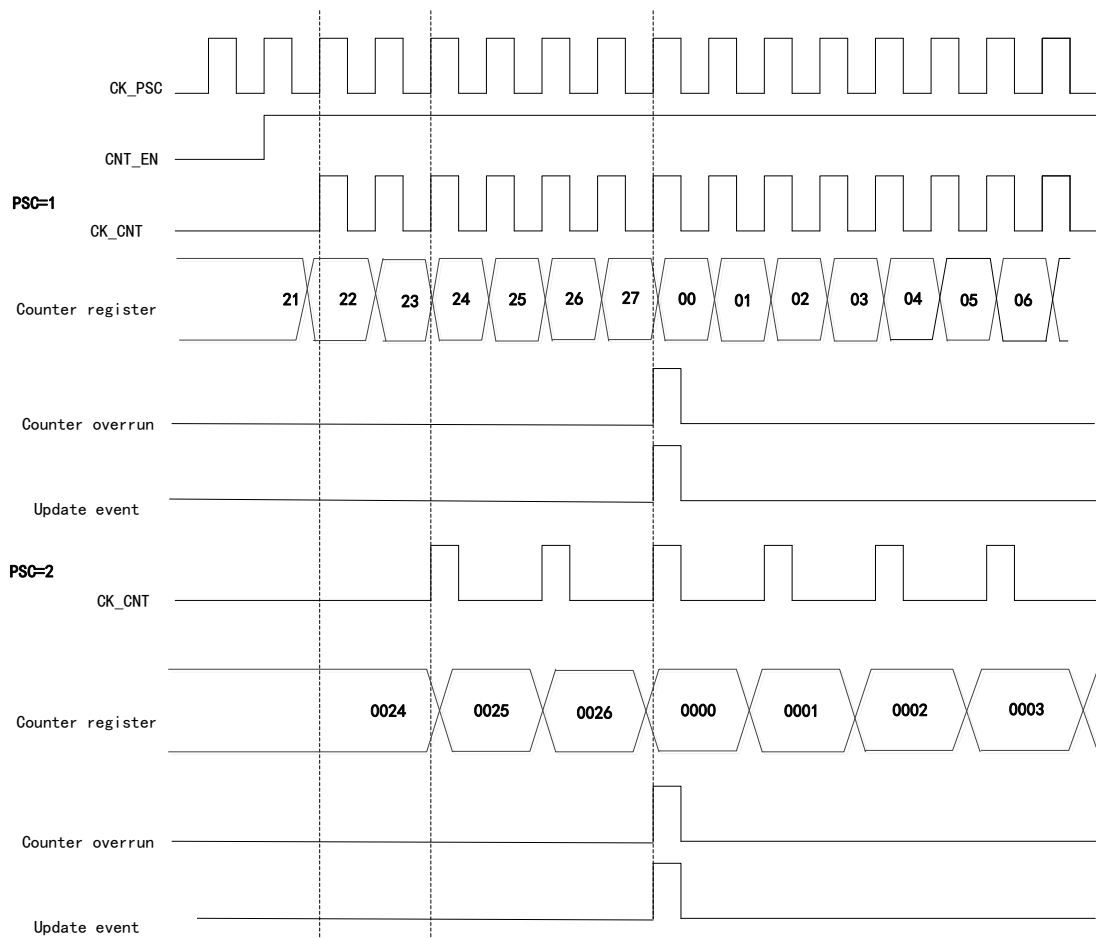 CK_PSC
CNT_EN
PSC=1
CK_CNT
Counter register 21 22 23 24 25 26 27 00 01 02 03 04 05 06
Counter overrun
Update event
PSC=2
CK_CNT
Counter register 0024 0025 0026 0000 0001 0002 0003
Counter overrun
Update event